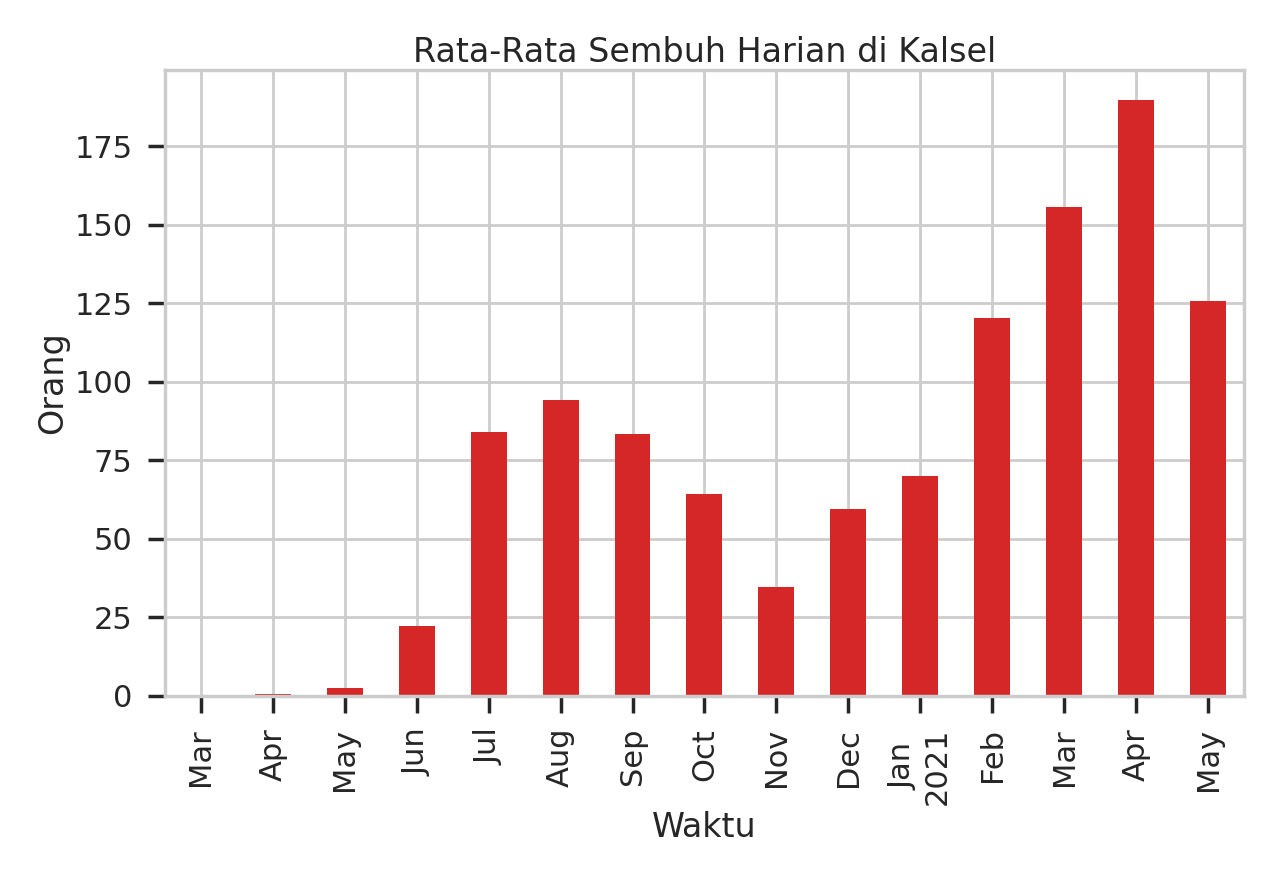 Rata-Rata Sembuh Harian di Kalsel
175
150
125
100
75
50
25
0
Orang
Mar
Apr
May
Jun
Jul
Aug
Sep
Oct
Nov
Dec
Jan
2021
Feb
Mar
Apr
May
Waktu